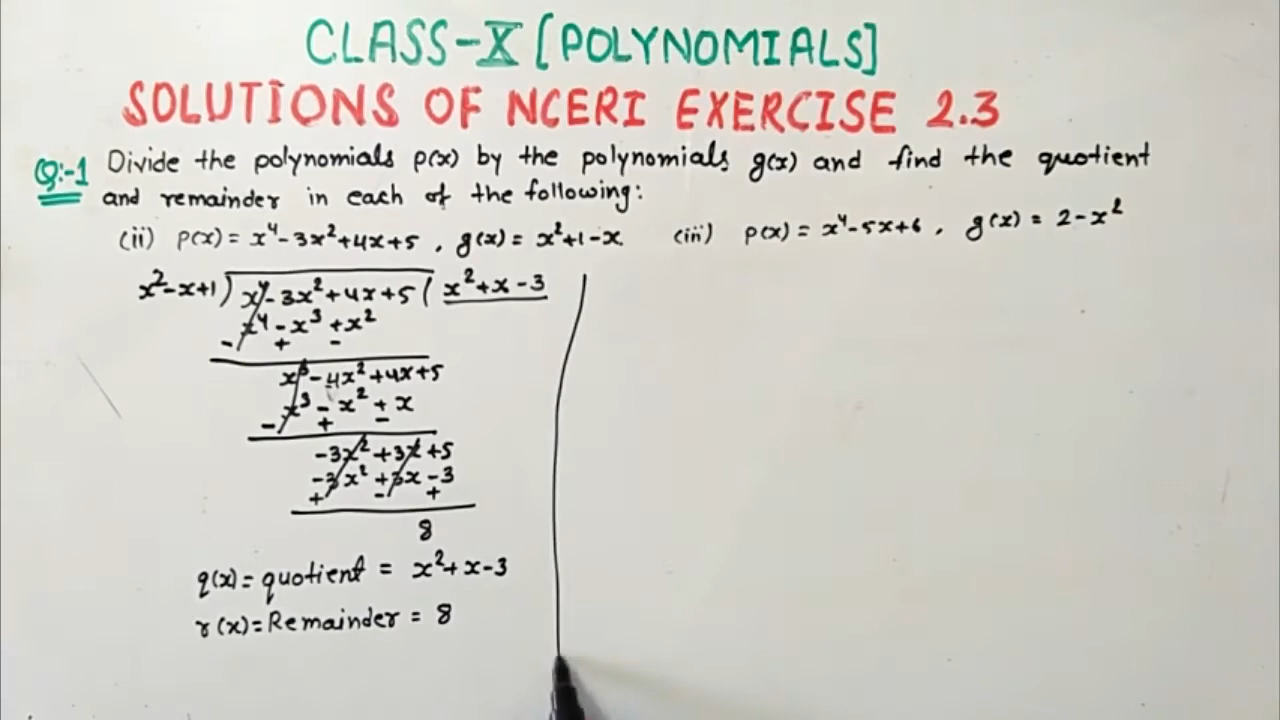 CLASS-X [POLYNOMIALS]
SOLUTIONS OF NCERI EXERCISE 2.3
Q:-1 Divide the polynomials p(x) by the polynomials g(x) and find the quotient
and remainder in each of the following:
(ii) p(x) = x⁴-3x²+4x+5, g(x) = x²+1-x. (iii) p(x) = x⁴-5x+6, g(x) = 2-x²
x²-x+1) x⁴-3x²+4x+5 ( x²+x-3
x⁴-x³+x²
- + -
x³-4x²+4x+5
x³-x²+x
- + -
-3x²+3x+5
-3x²+3x-3
+ - +
8
q(x) = quotient = x²+x-3
r(x) = Remainder = 8